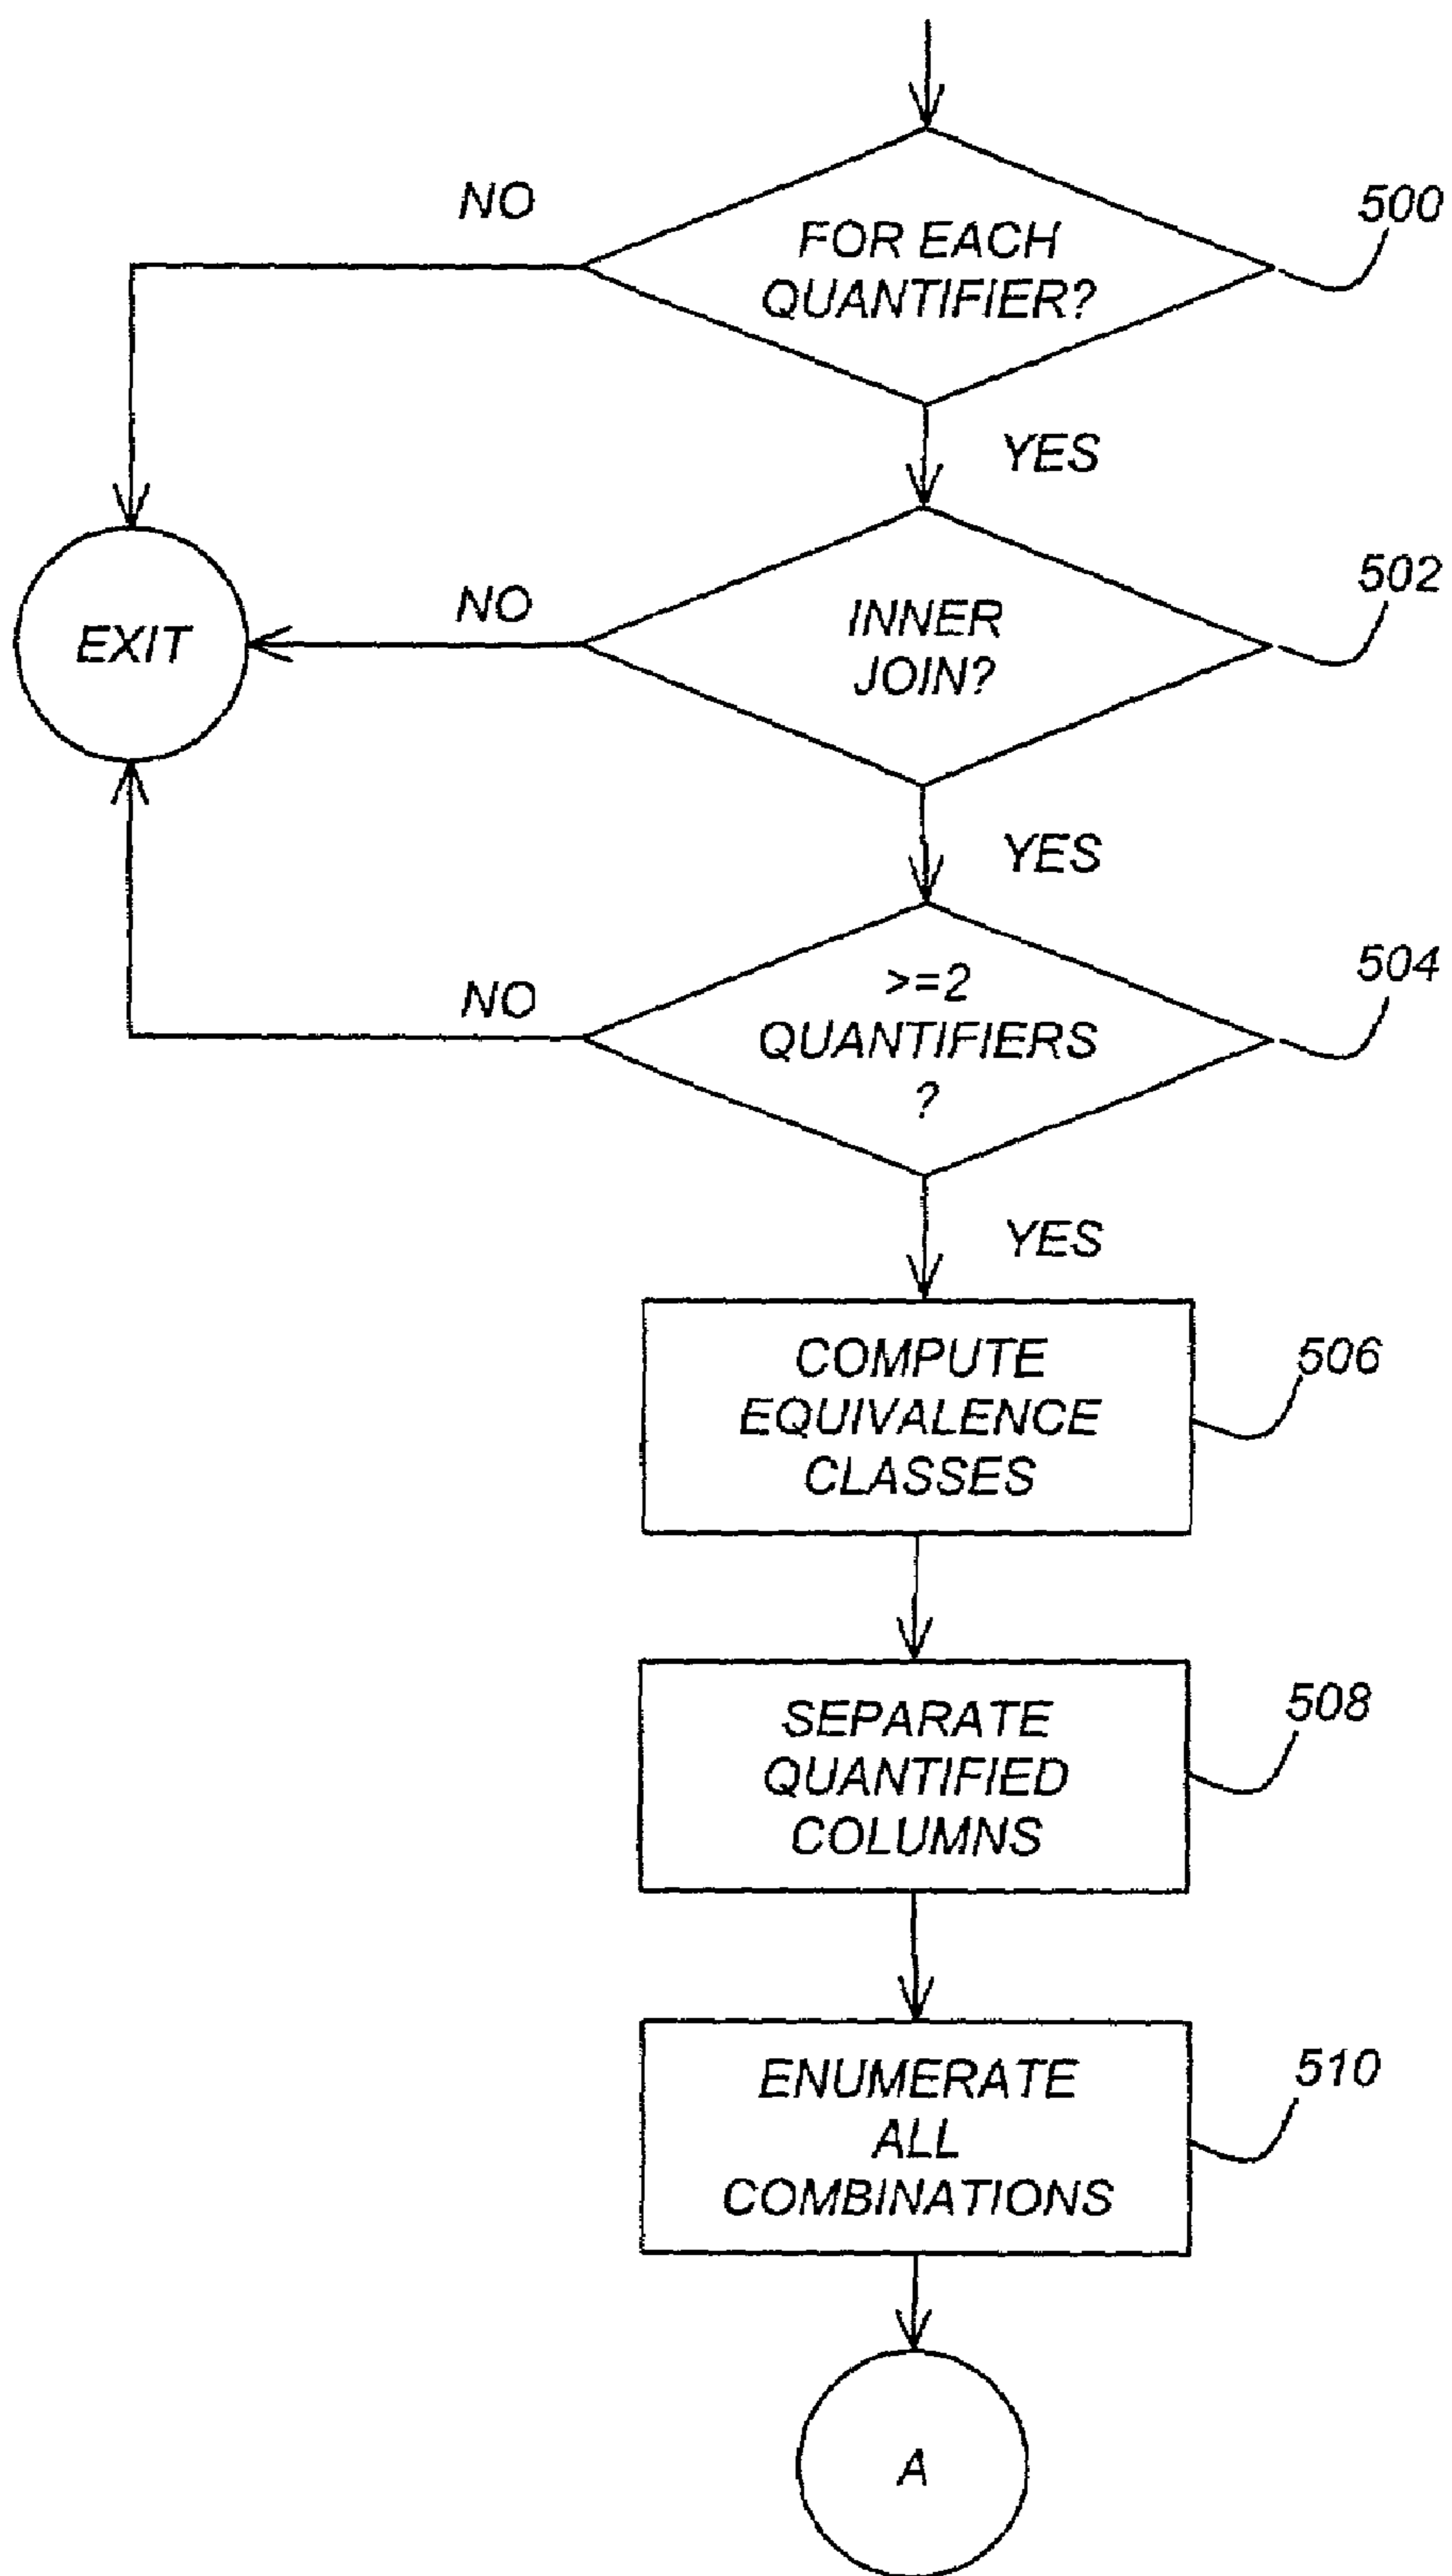 NO
FOR EACH
QUANTIFIER?
500
YES
EXIT
NO
INNER
JOIN?
502
YES
NO
>=2
QUANTIFIERS
?
504
YES
COMPUTE
EQUIVALENCE
CLASSES
506
SEPARATE
QUANTIFIED
COLUMNS
508
ENUMERATE
ALL
COMBINATIONS
510
A